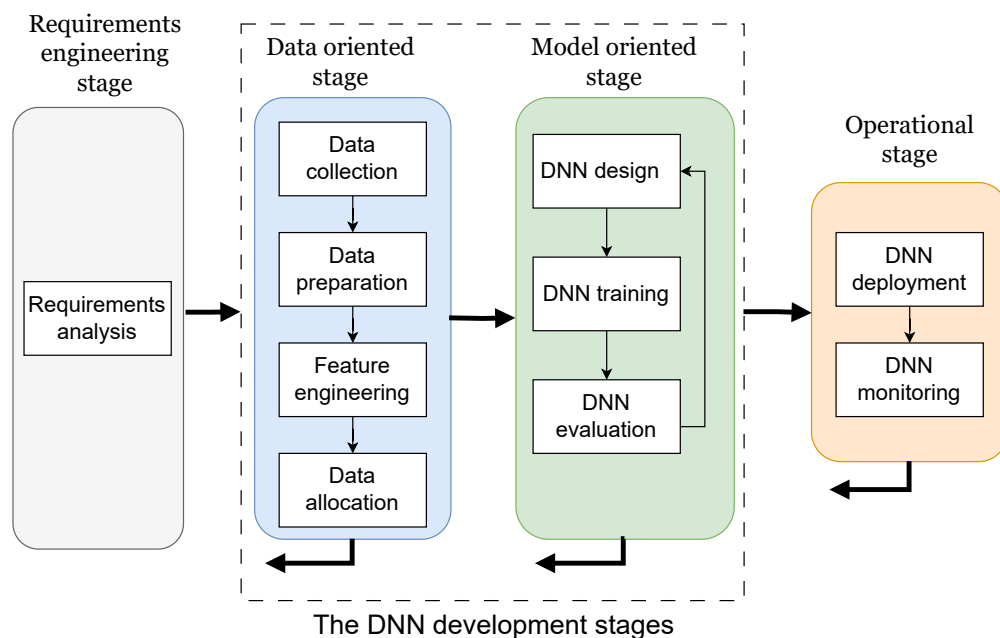 Requirements
engineering
stage
Requirements
analysis
Data oriented
stage
Data
collection
Data
preparation
Feature
engineering
Data
allocation
Model oriented
stage
DNN design
DNN training
DNN
evaluation
Operational
stage
DNN
deployment
DNN
monitoring
The DNN development stages